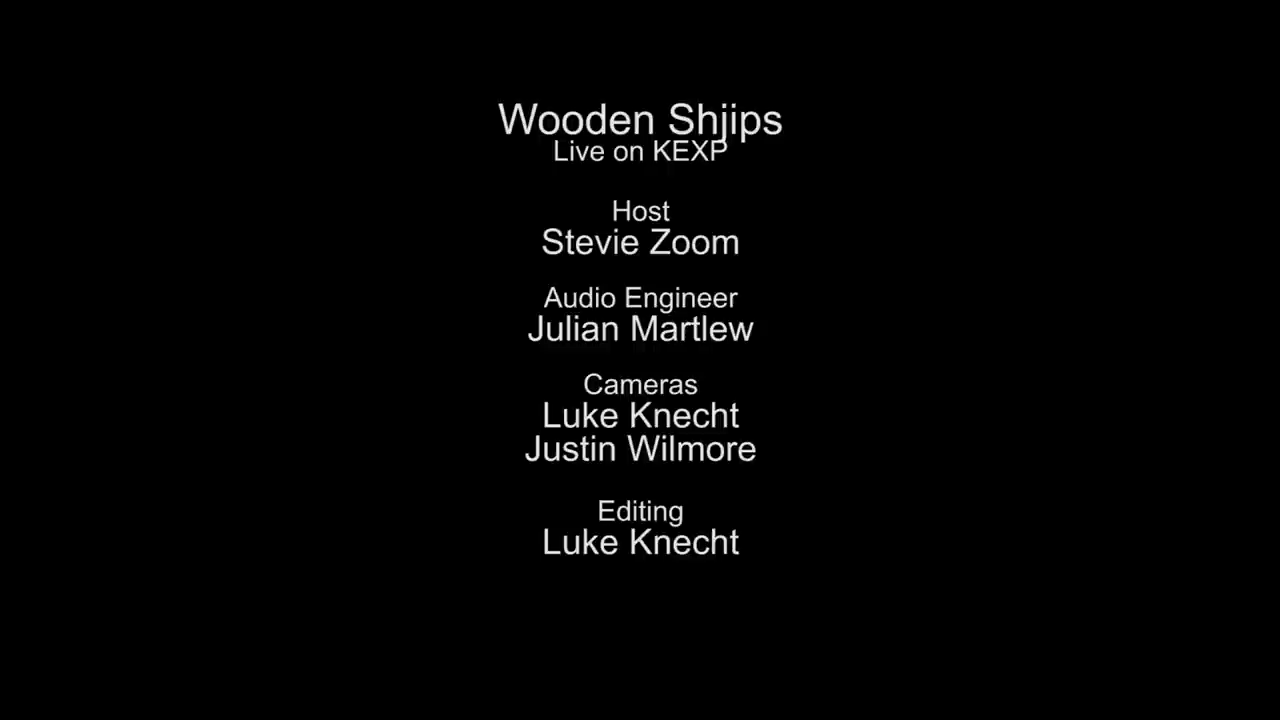 Wooden Shjips
Live on KEXP
Host
Stevie Zoom
Audio Engineer
Julian Martlew
Cameras
Luke Knecht
Justin Wilmore
Editing
Luke Knecht